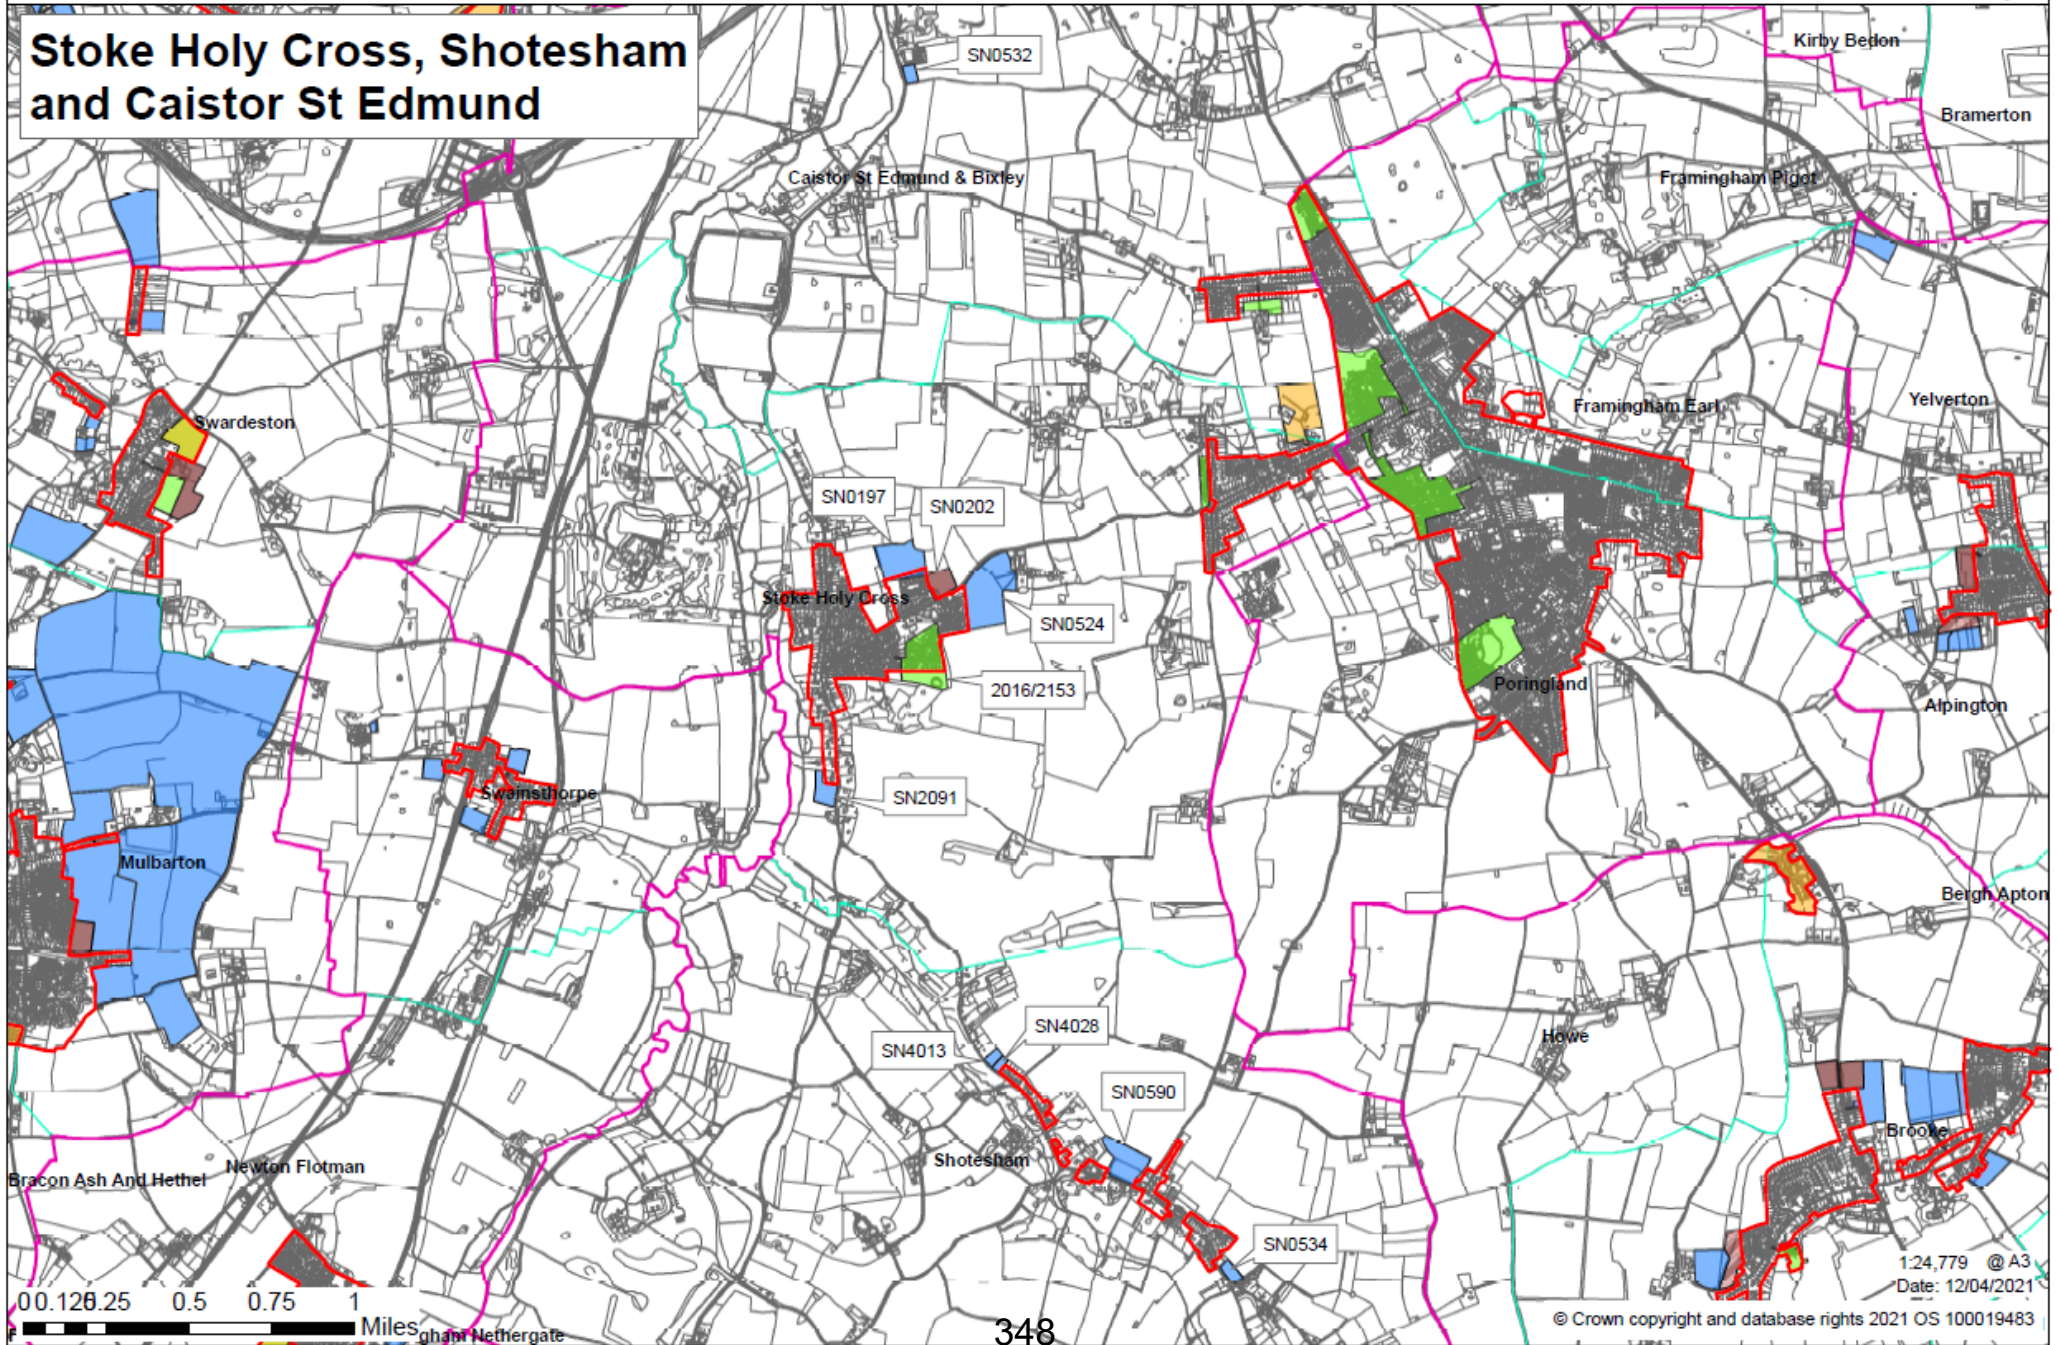 Stoke Holy Cross, Shotesham
and Caistor St Edmund
SN0532
Kirby Bedon
Bramerton
Caistor St Edmund & Bixley
Framingham Pigot
Swardeston
Framingham Earl
Yelverton
SN0197
SN0202
Stoke Holy Cross
SN0524
2016/2153
Poringland
Alpington
Swainsthorpe
SN2091
Mulbarton
Bergh Apton
SN4028
SN4013
Howe
SN0590
Brooke
Shotesham
Newton Flotman
Bracon Ash And Hethel
SN0534
1:24,779 @ A3
Date: 12/04/2021
0 0.125 0.25 0.5 0.75 1
Miles
gham Nethergate
348
© Crown copyright and database rights 2021 OS 100019483